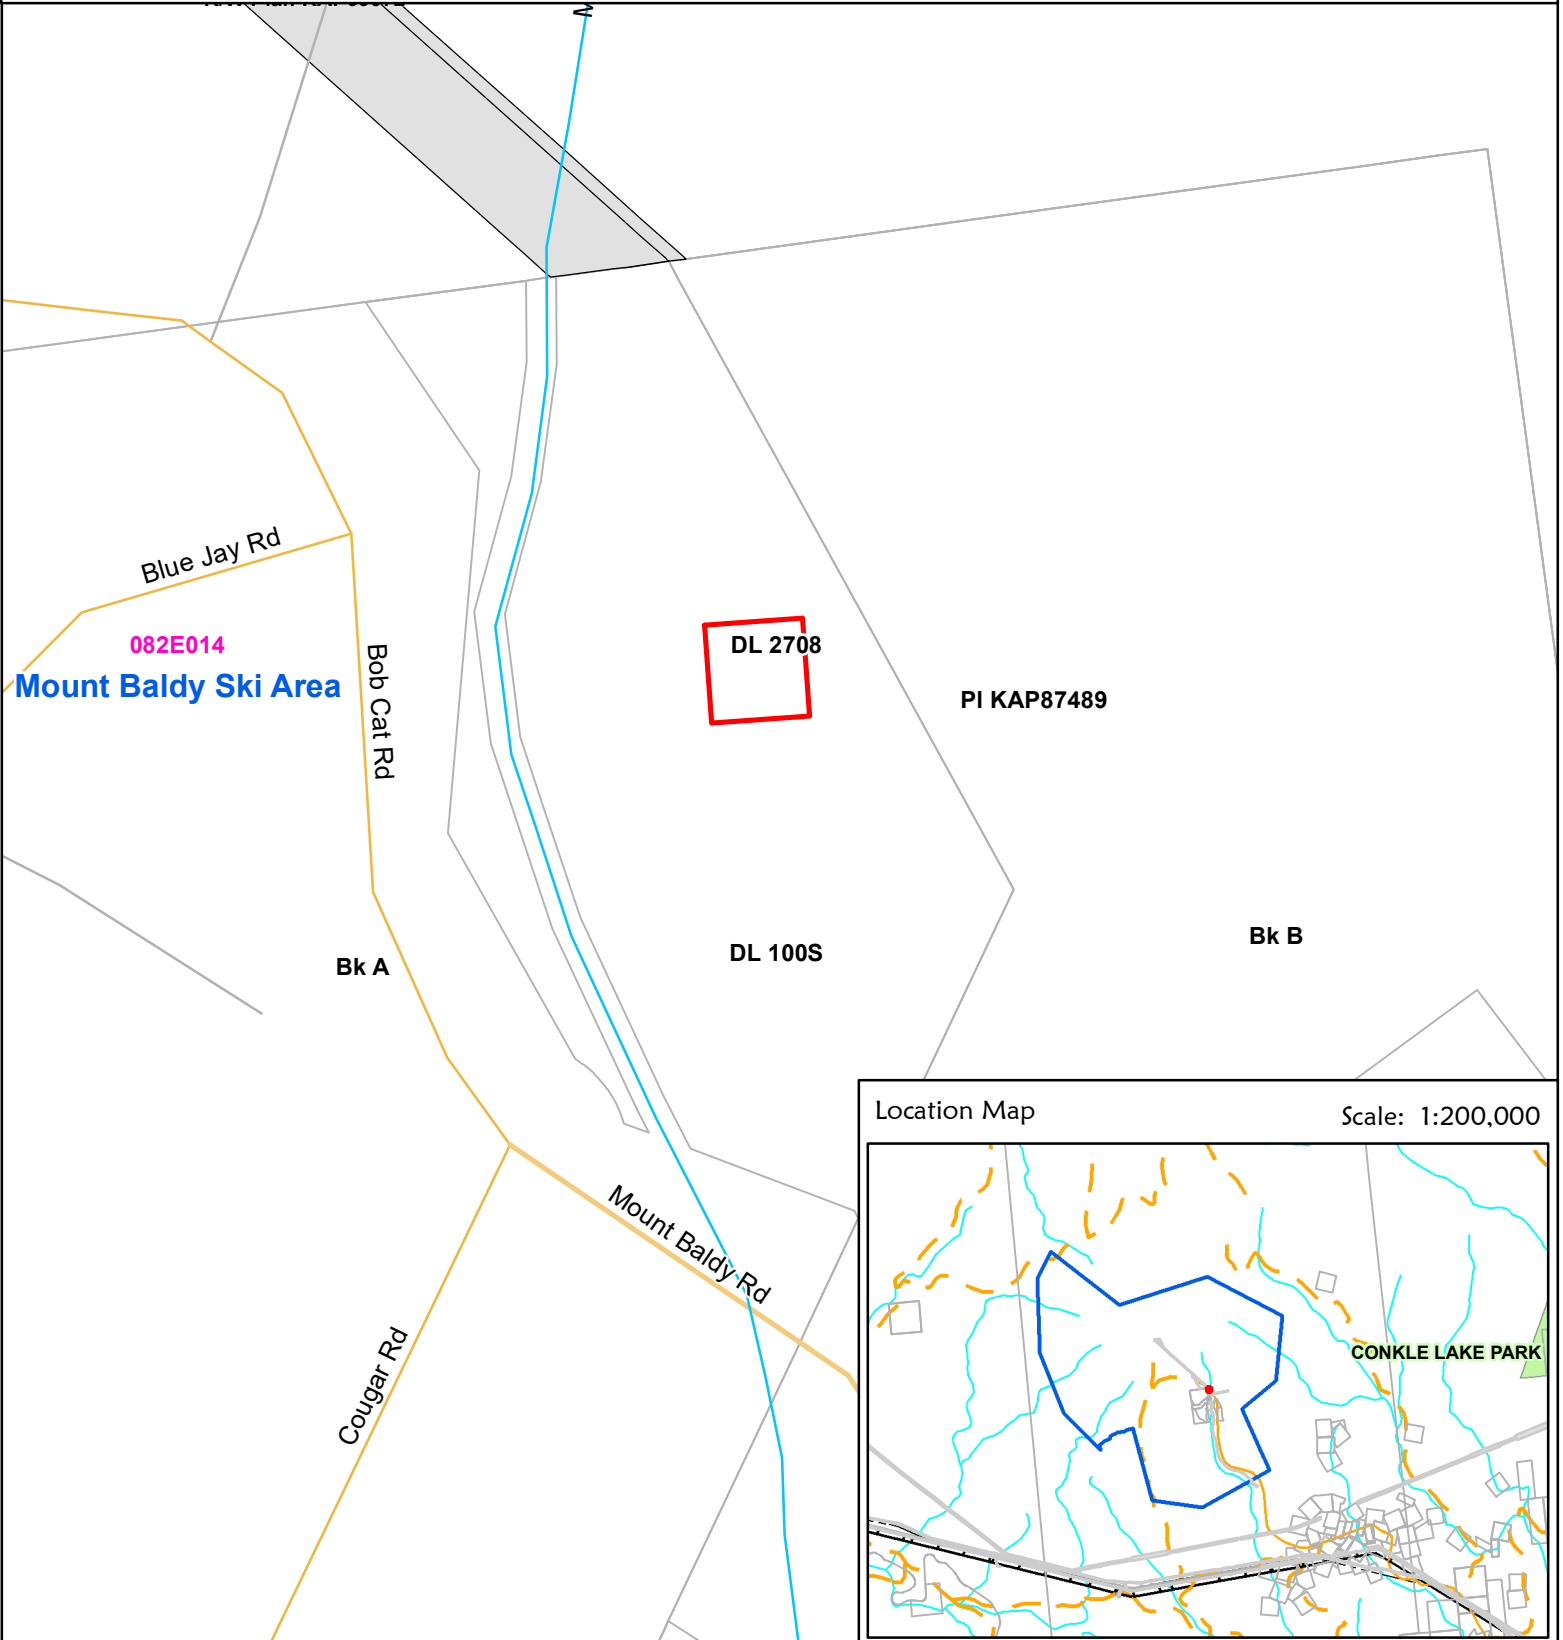 Blue Jay Rd
082E014
Mount Baldy Ski Area
Bob Cat Rd
DL 2708
Pl KAP87489
DL 100S
Bk B
Bk A
Mount Baldy Rd
Cougar Rd
Location Map
Scale: 1:200,000
CONKLE LAKE PARK